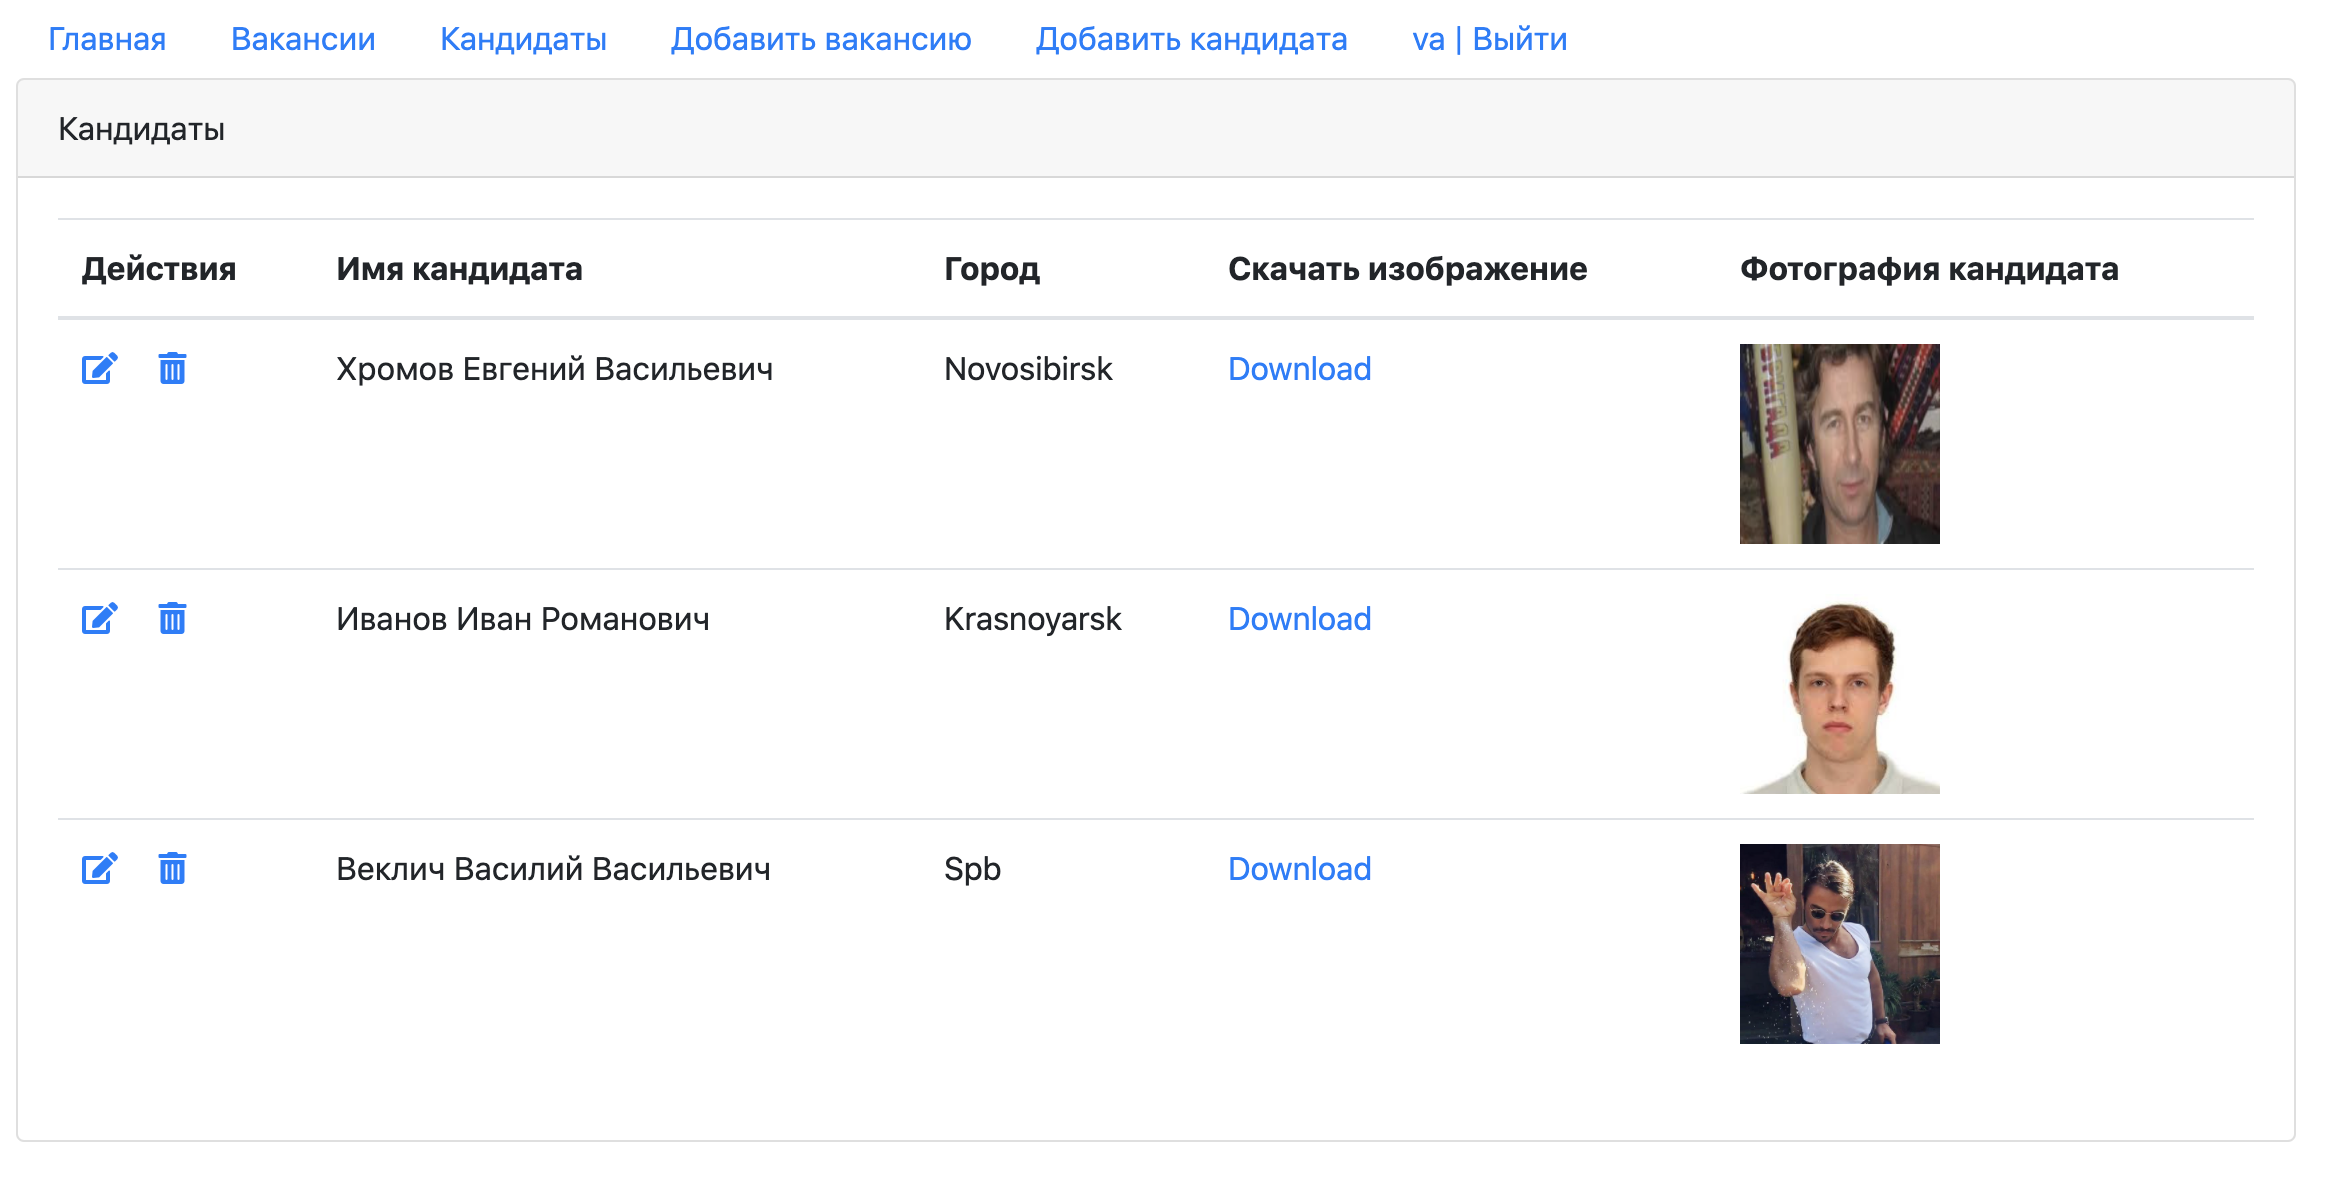 Главная Вакансии Кандидаты Добавить вакансию Добавить кандидата va | Выйти
Кандидаты
Действия Имя кандидата Город Скачать изображение Фотография кандидата
Хромов Евгений Васильевич Novosibirsk Download
Иванов Иван Романович Krasnoyarsk Download
Веклич Василий Васильевич Spb Download